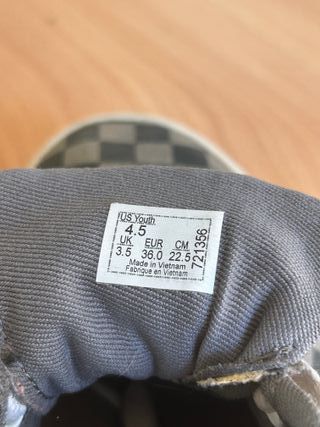 US Youth
4.5
UK EUR CM
3.5 36.0 22.5
Made in Vietnam
Fabrique en Vietnam
721356